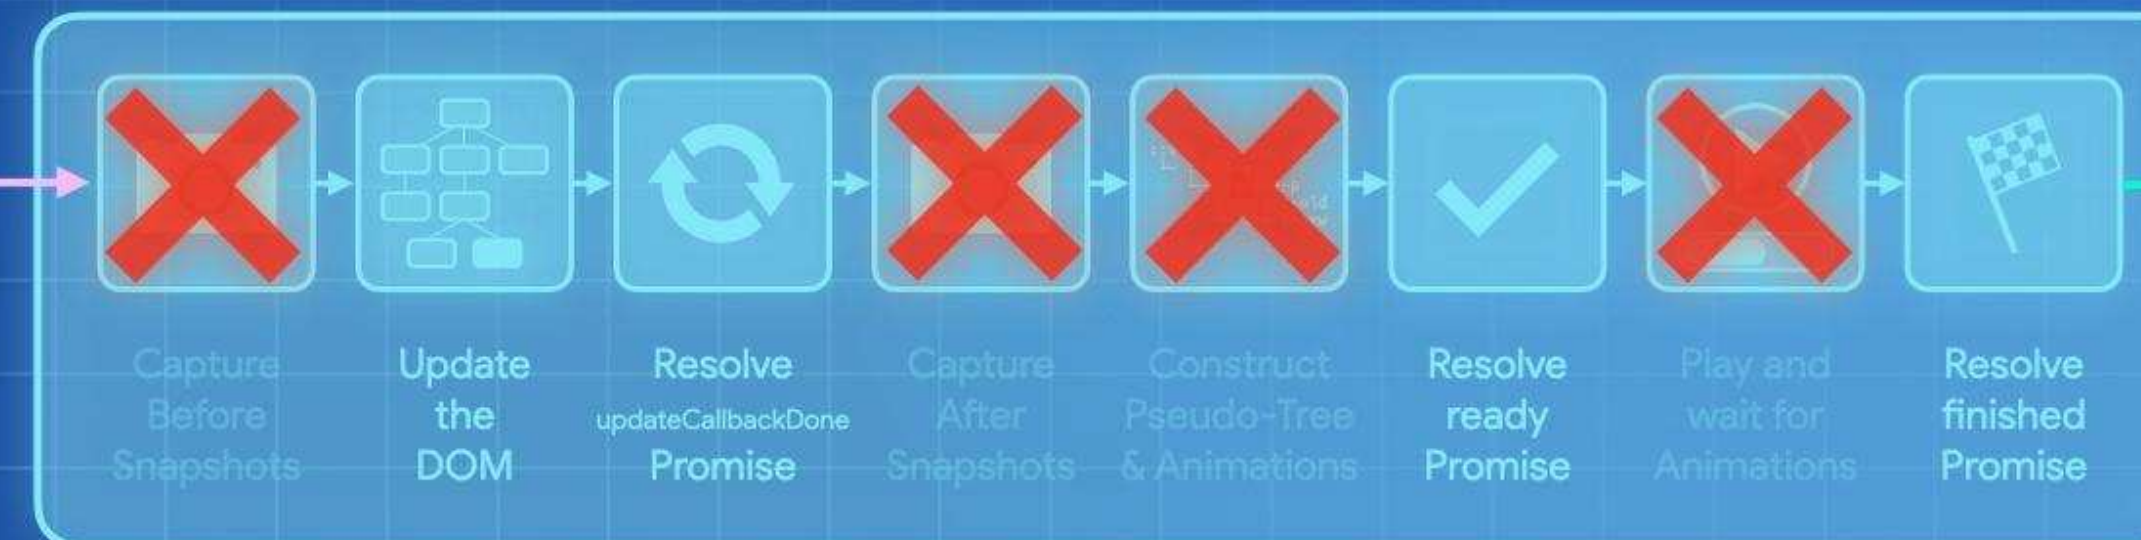 Capture
Before
Snapshots
Update
the
DOM
Resolve
updateCallbackDone
Promise
Capture
After
Snapshots
Construct
Pseudo-Tree
& Animations
Resolve
ready
Promise
Play and
wait for
Animations
Resolve
finished
Promise